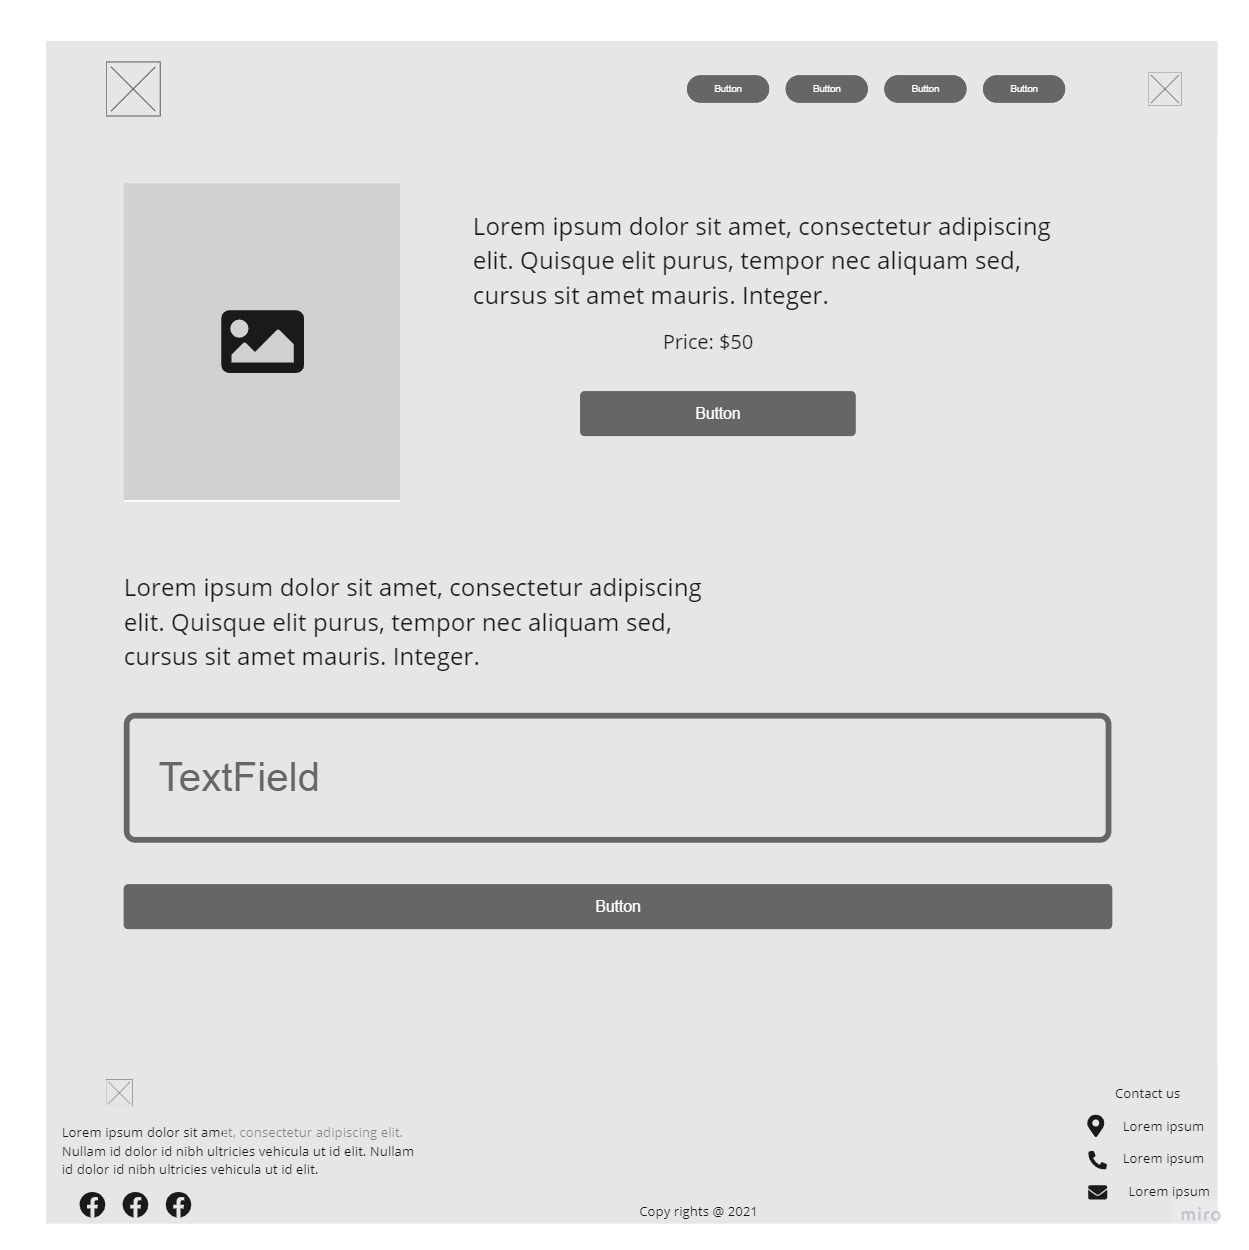 Button Button Button Button
Lorem ipsum dolor sit amet, consectetur adipiscing
elit. Quisque elit purus, tempor nec aliquam sed,
cursus sit amet mauris. Integer.
Price: $50
Button
Lorem ipsum dolor sit amet, consectetur adipiscing
elit. Quisque elit purus, tempor nec aliquam sed,
cursus sit amet mauris. Integer.
TextField
Button
Lorem ipsum dolor sit amet, consectetur adipiscing elit.
Nullam id dolor id nibh ultricies vehicula ut id elit. Nullam
id dolor id nibh ultricies vehicula ut id elit.
Copy rights @ 2021
Contact us
Lorem ipsum
Lorem ipsum
Lorem ipsum
miro